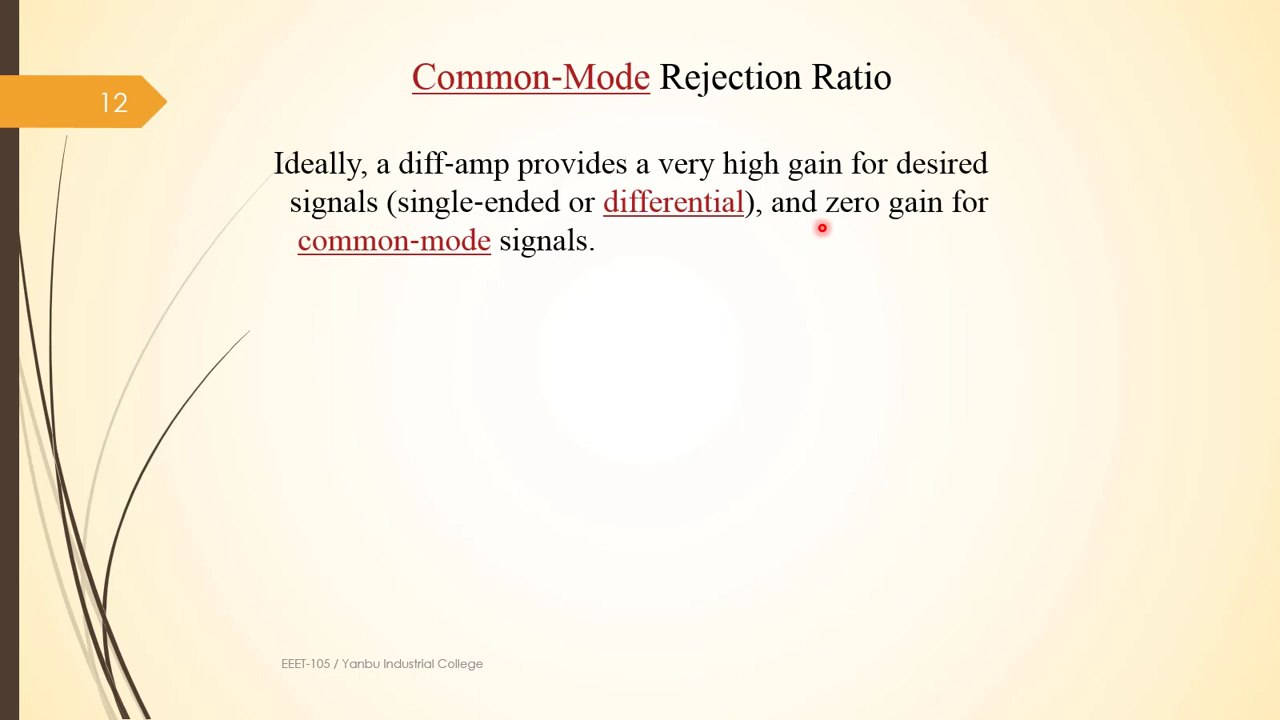 Common-Mode Rejection Ratio
12
Ideally, a diff-amp provides a very high gain for desired
signals (single-ended or differential), and zero gain for
common-mode signals.
EEET-105 / Yanbu Industrial College